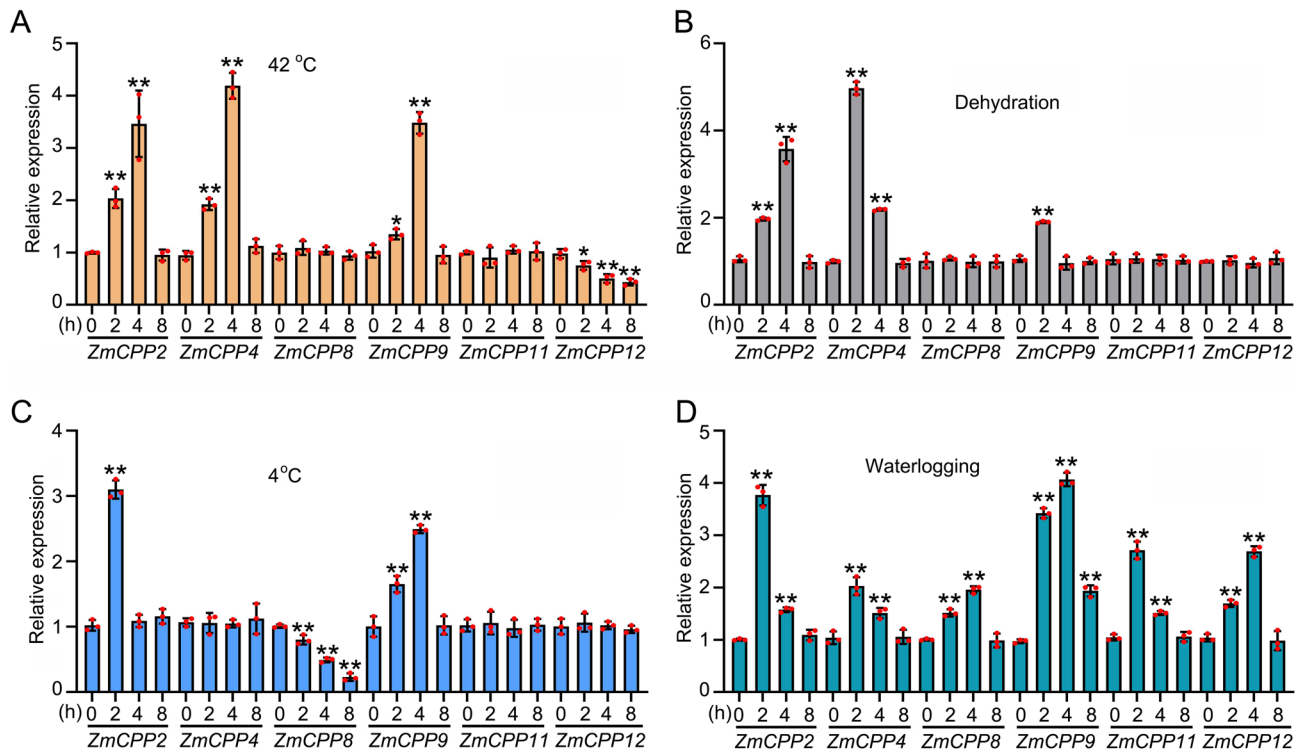 A
42 °C
Relative expression
5
4
3
2
1
0
** ** ** ** * ** * ** **
(h) 0 2 4 8 0 2 4 8 0 2 4 8 0 2 4 8 0 2 4 8 0 2 4 8
ZmCPP2 ZmCPP4 ZmCPP8 ZmCPP9 ZmCPP11 ZmCPP12
B
Dehydration
Relative expression
6
4
2
0
** ** ** ** **
(h) 0 2 4 8 0 2 4 8 0 2 4 8 0 2 4 8 0 2 4 8 0 2 4 8
ZmCPP2 ZmCPP4 ZmCPP8 ZmCPP9 ZmCPP11 ZmCPP12
C
4°C
Relative expression
4
3
2
1
0
** ** ** ** ** **
(h) 0 2 4 8 0 2 4 8 0 2 4 8 0 2 4 8 0 2 4 8 0 2 4 8
ZmCPP2 ZmCPP4 ZmCPP8 ZmCPP9 ZmCPP11 ZmCPP12
D
Waterlogging
Relative expression
5
4
3
2
1
0
** ** ** ** ** ** ** ** ** ** ** ** **
(h) 0 2 4 8 0 2 4 8 0 2 4 8 0 2 4 8 0 2 4 8 0 2 4 8
ZmCPP2 ZmCPP4 ZmCPP8 ZmCPP9 ZmCPP11 ZmCPP12